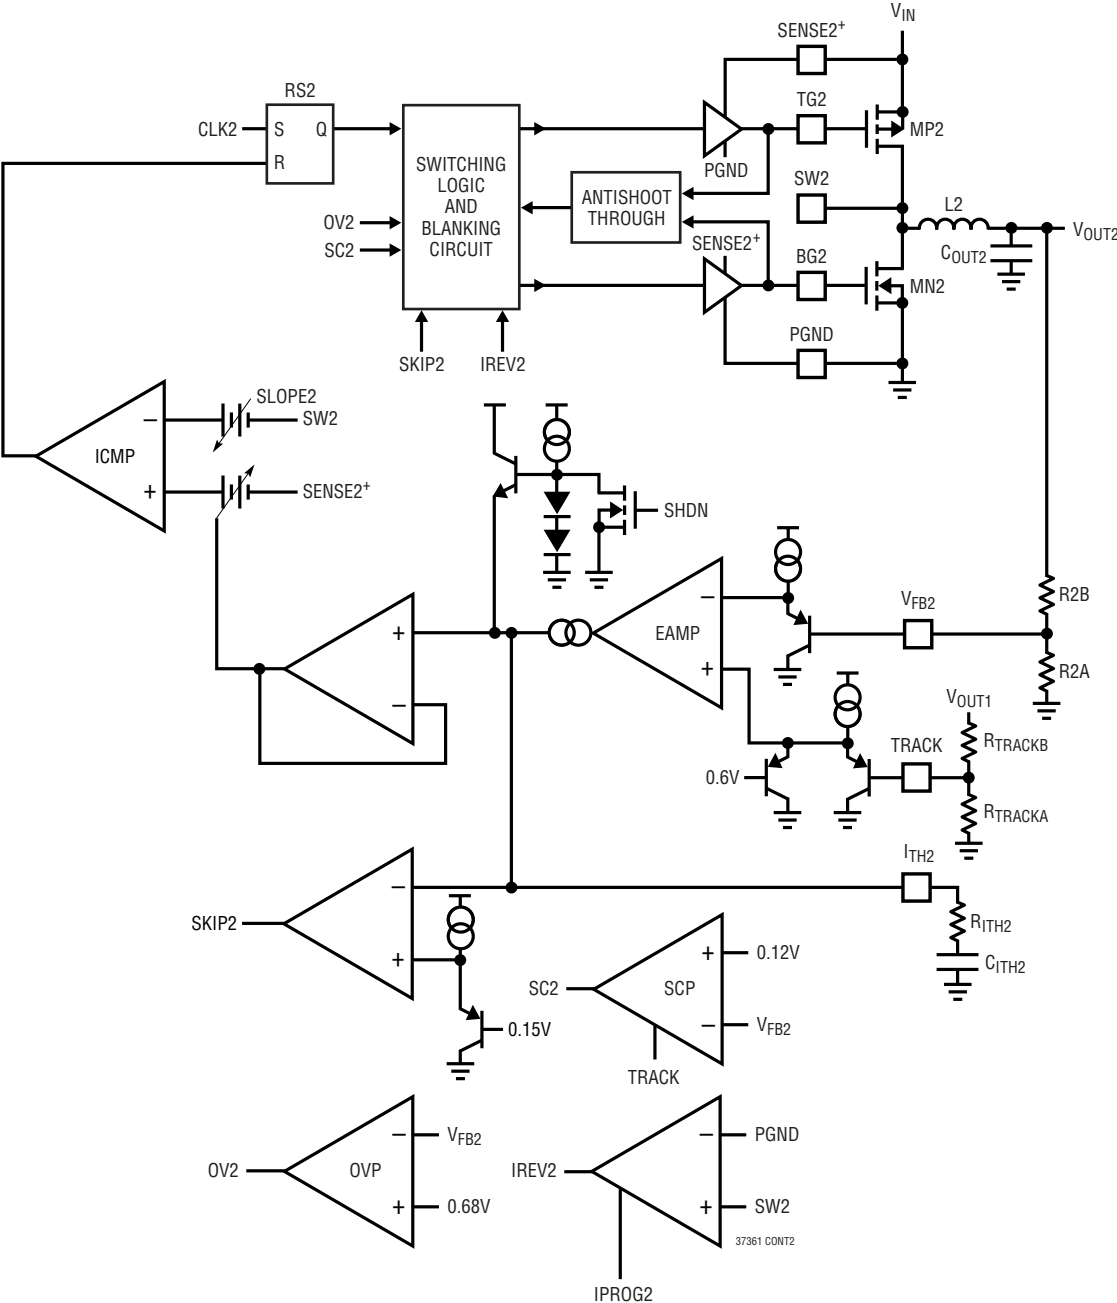 VIN
SENSE2+
RS2
TG2
CLK2
S
Q
MP2
R
PGND
SWITCHING
LOGIC
AND
BLANKING
CIRCUIT
ANTISHOOT
THROUGH
SW2
L2
OV2
VOUT2
SC2
SENSE2+
COUT2
BG2
MN2
PGND
SKIP2
IREV2
SLOPE2
–
SW2
ICMP
+
SENSE2+
SHDN
–
VFB2
R2B
+
EAMP
+
R2A
–
VOUT1
TRACK
RTRACKB
0.6V
RTRACKA
ITH2
–
SKIP2
RITH2
+
+
0.12V
CITH2
SC2
SCP
0.15V
–
VFB2
TRACK
–
VFB2
–
PGND
OV2
OVP
IREV2
+
0.68V
+
SW2
37361 CONT2
IPROG2